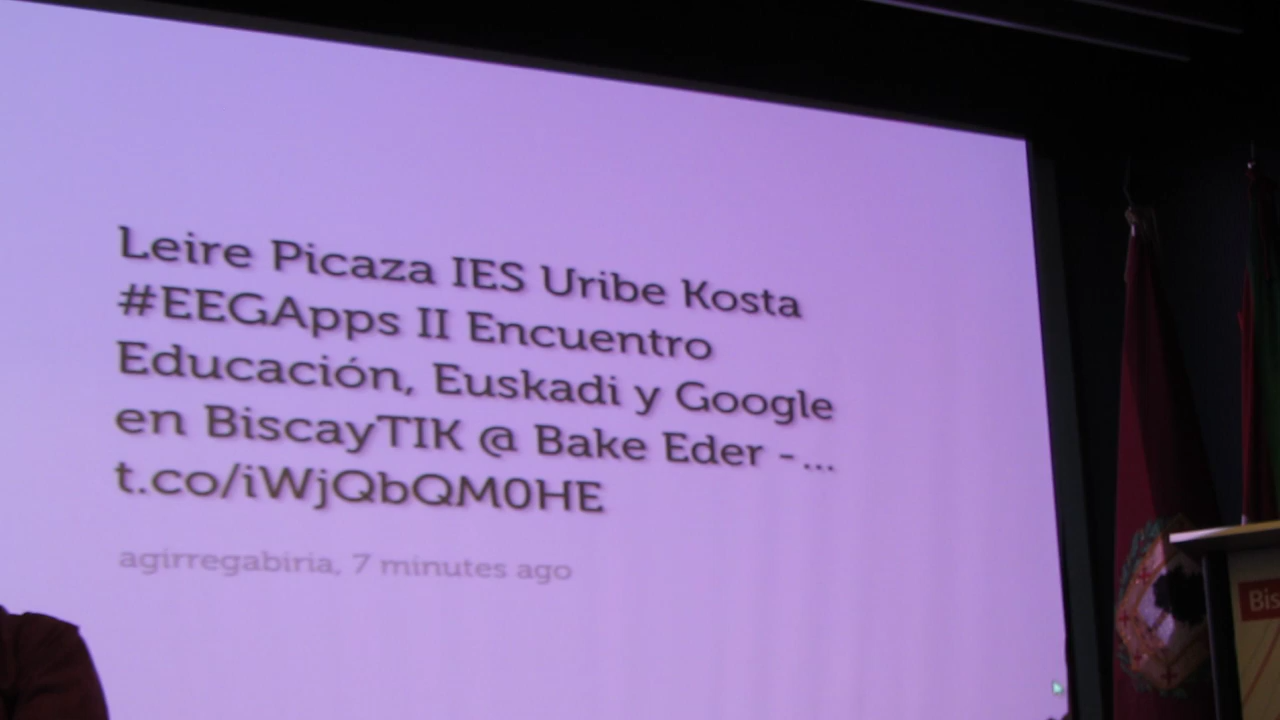 Leire Picaza IES Uribe Kosta
#EEGApps II Encuentro
Educación, Euskadi y Google
en BiscayTIK @ Bake Eder -...
t.co/iWjQbQM0HE
agirregabiria, 7 minutes ago
Bis